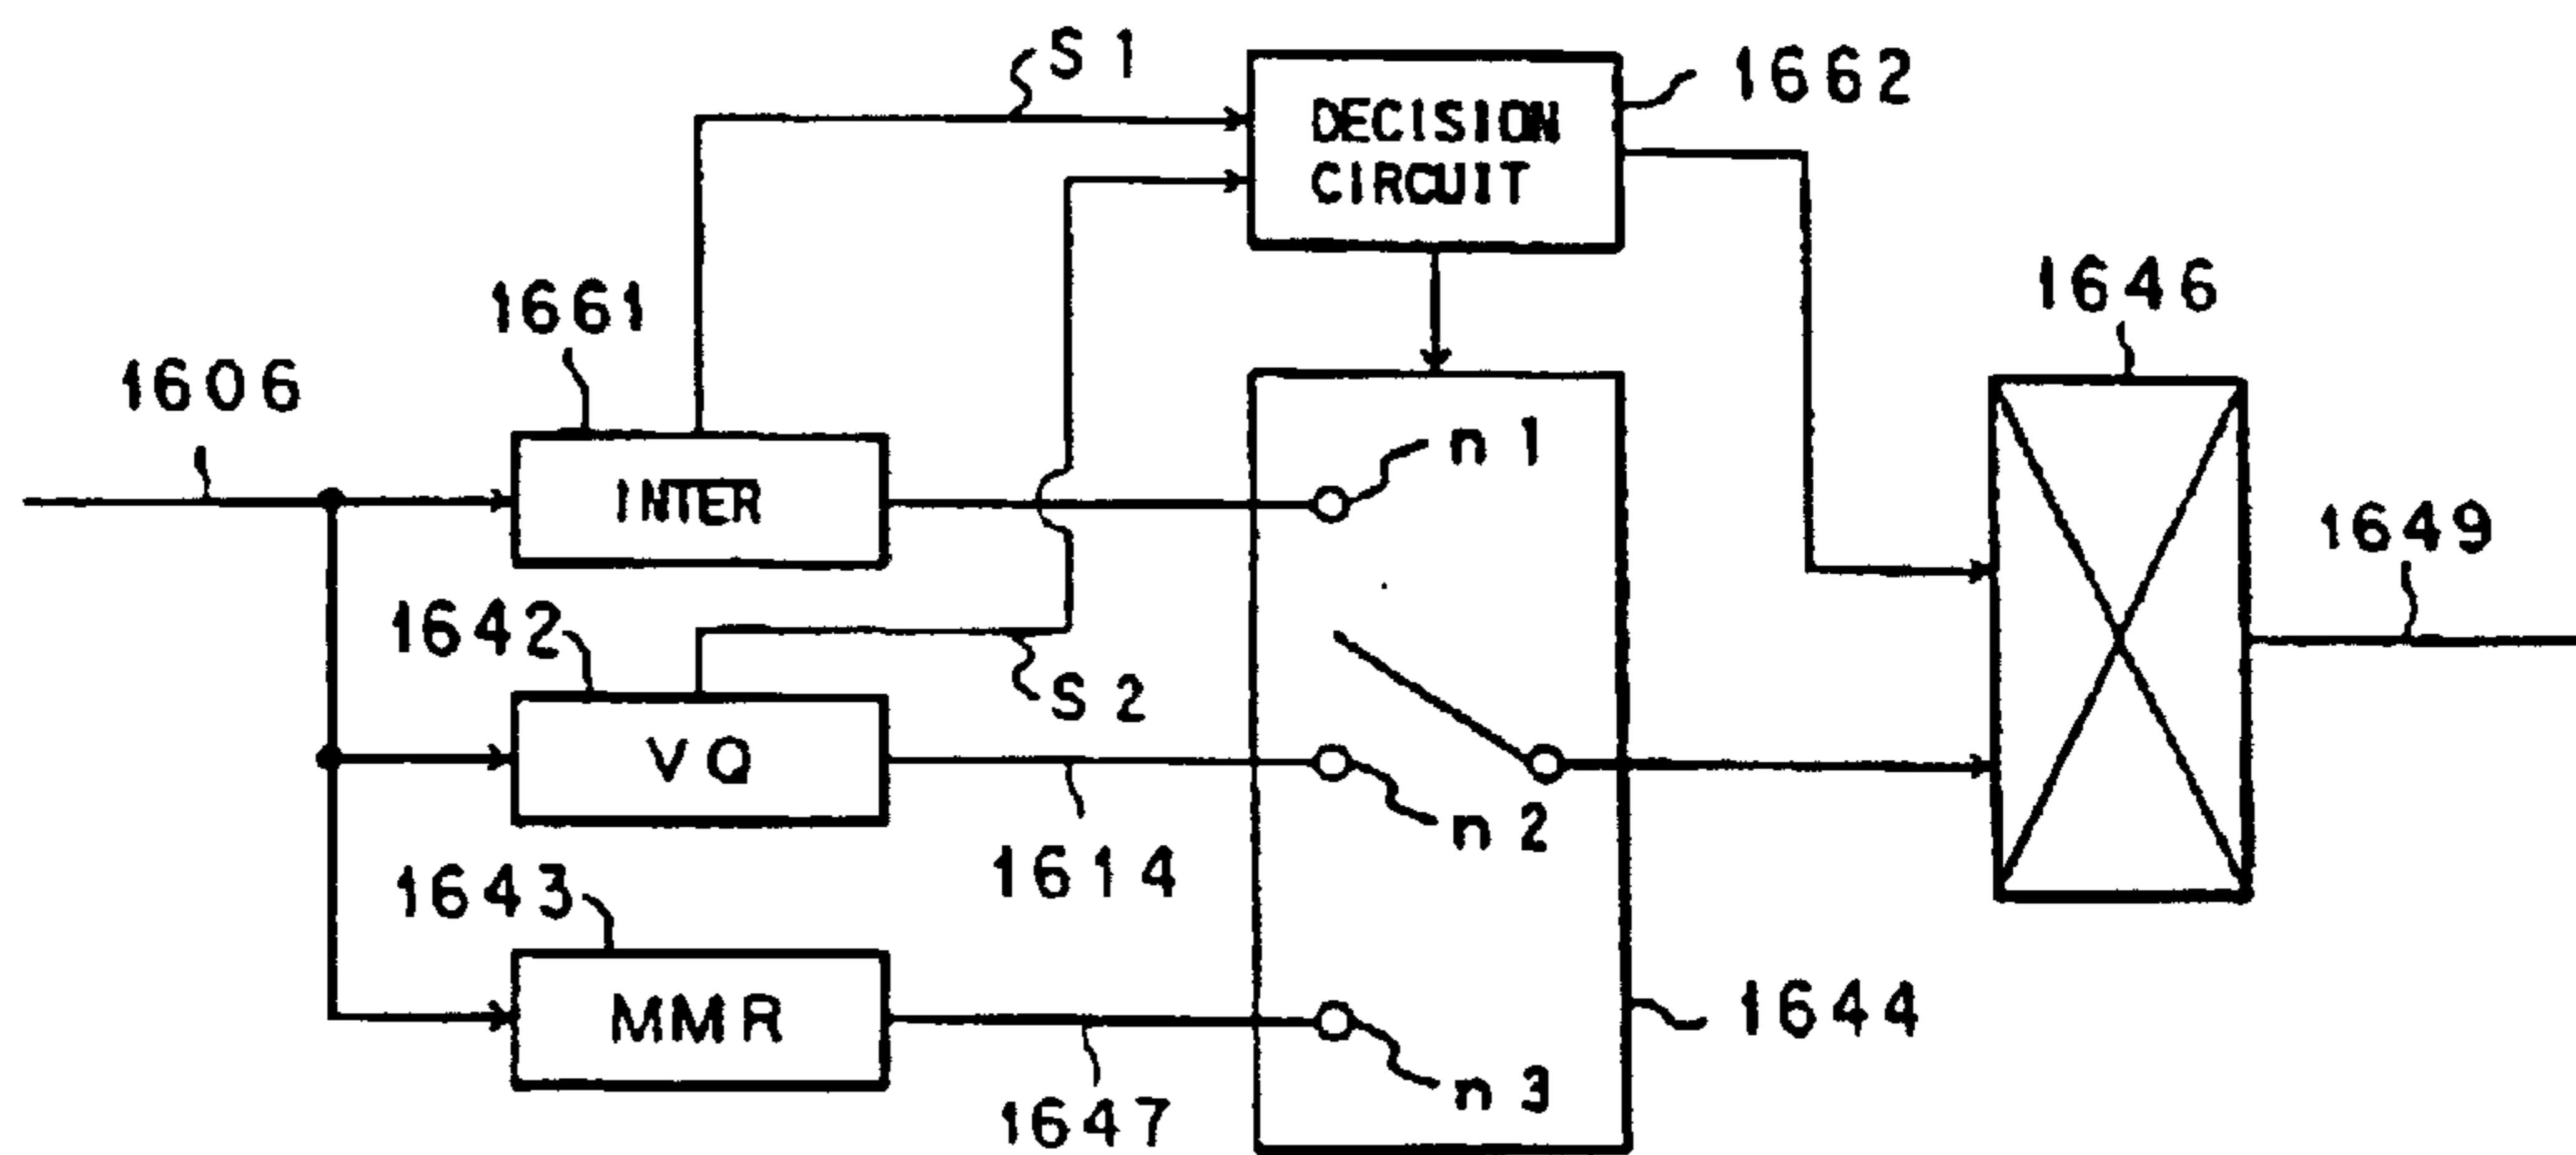 S1
1662
DECISION
CIRCUIT
1661
1646
1606
n1
INTER
1649
1642
S2
VQ
n2
1614
1643
1644
MMR
n3
1647